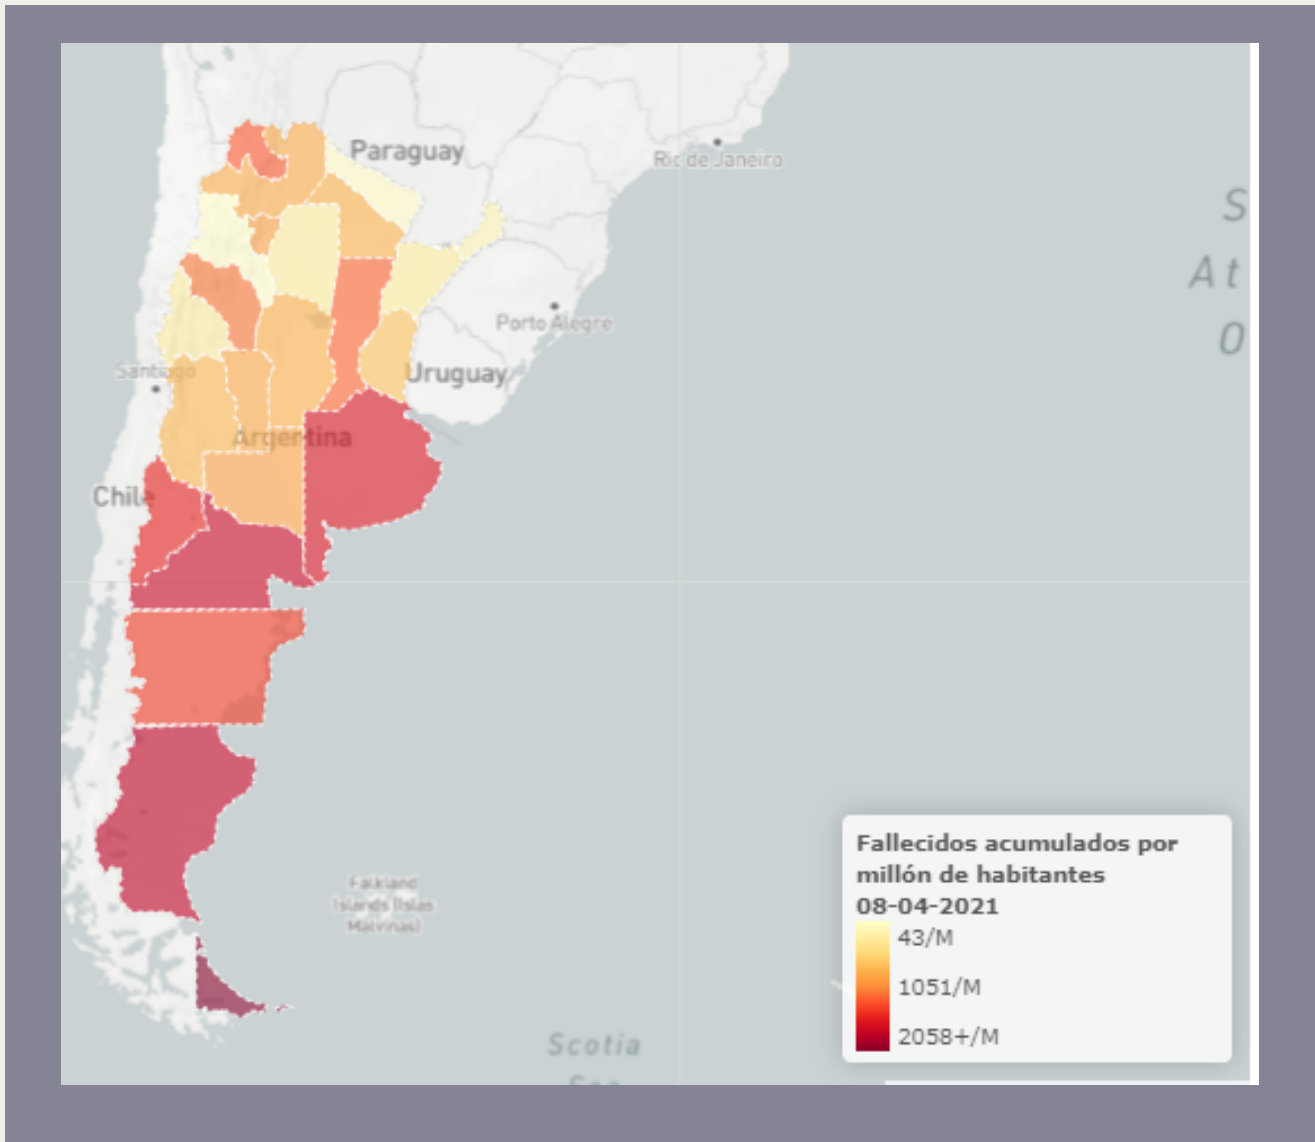 Paraguay
Rio de Janeiro
S
At
O
Porto Alegre
Santiago
Uruguay
Argentina
Chile
Falkland
Islands (Islas
Malvinas)
Fallecidos acumulados por
millón de habitantes
08-04-2021
43/M
1051/M
2058+/M
Scotia
Sea